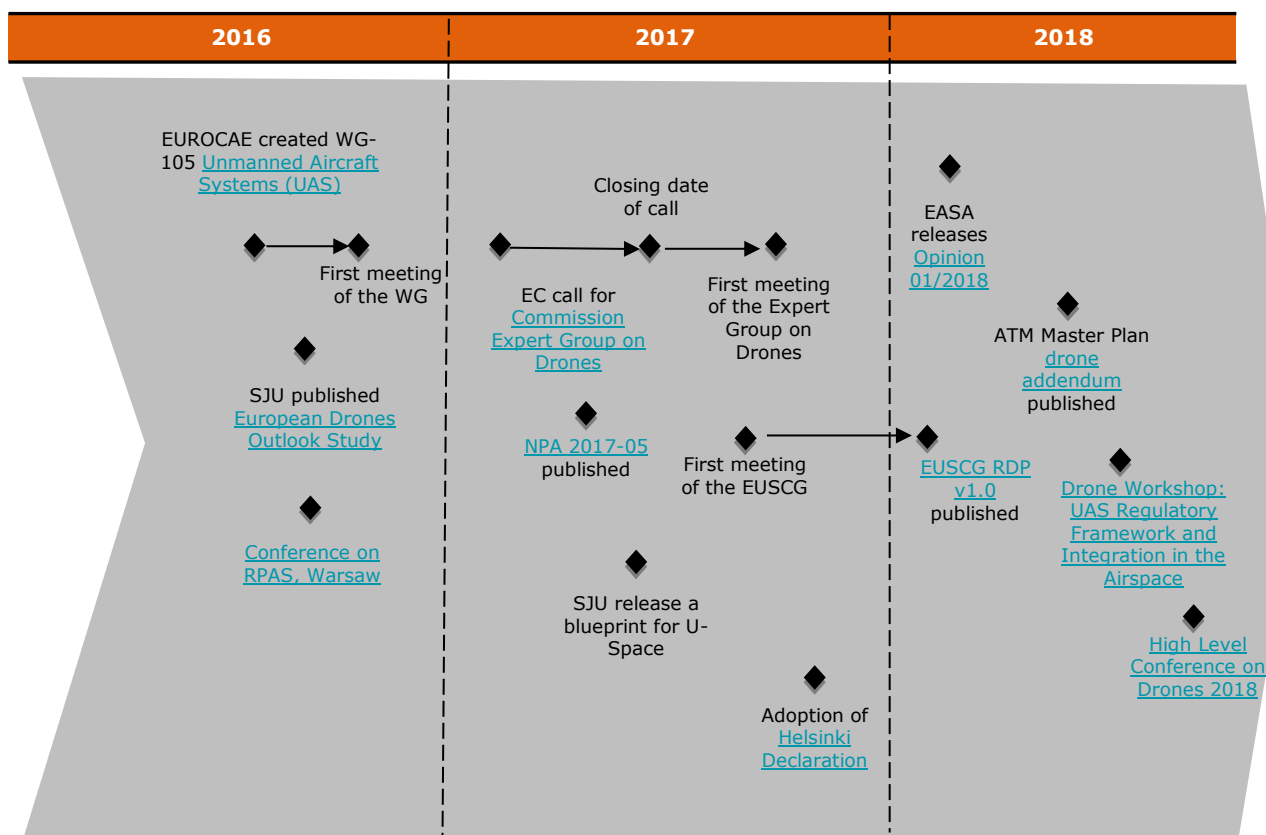 2016
2017
2018
EUROCAE created WG-
105 Unmanned Aircraft
Systems (UAS)
First meeting
of the WG
SJU published
European Drones
Outlook Study
Conference on
RPAS, Warsaw
Closing date
of call
EC call for
Commission
Expert Group on
Drones
First meeting
of the Expert
Group on
Drones
NPA 2017-05
published
First meeting
of the EUSCG
SJU release a
blueprint for U-
Space
Adoption of
Helsinki
Declaration
EASA
releases
Opinion
01/2018
ATM Master Plan
drone
addendum
published
EUSCG RDP
v1.0
published
Drone Workshop:
UAS Regulatory
Framework and
Integration in the
Airspace
High Level
Conference on
Drones 2018